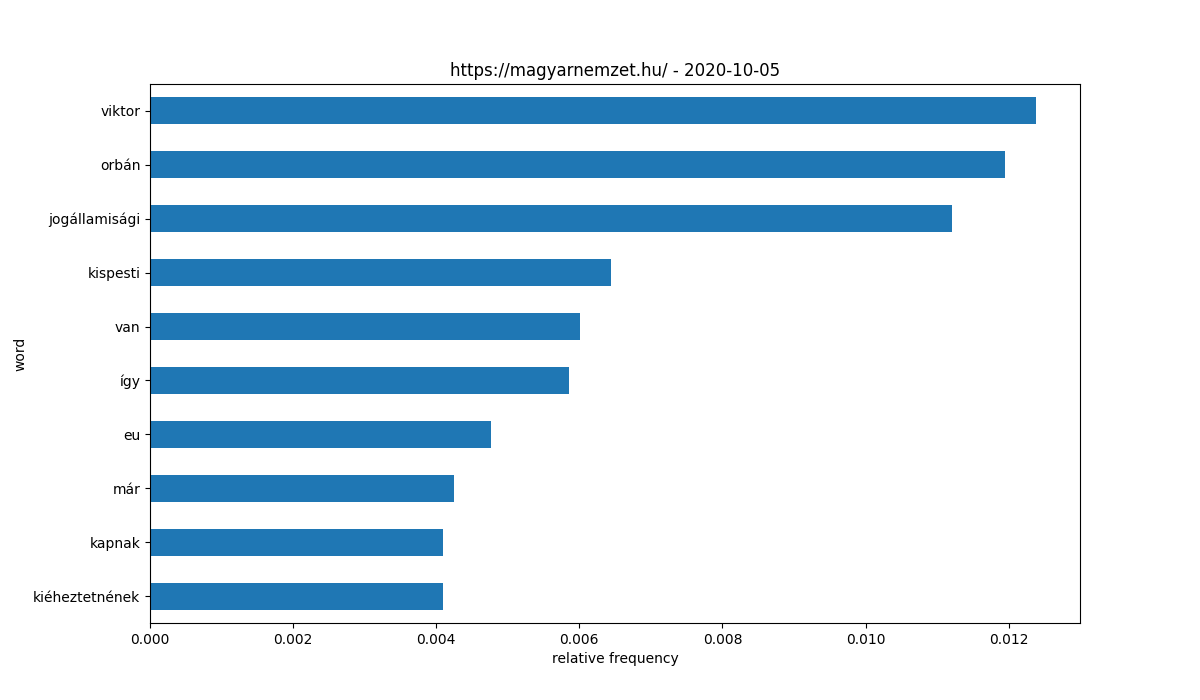 https://magyarnemzet.hu/ - 2020-10-05
viktor
orbán
jogállamisági
kispesti
van
így
eu
már
kapnak
kiéheztetnének
word
0.000 0.002 0.004 0.006 0.008 0.010 0.012
relative frequency